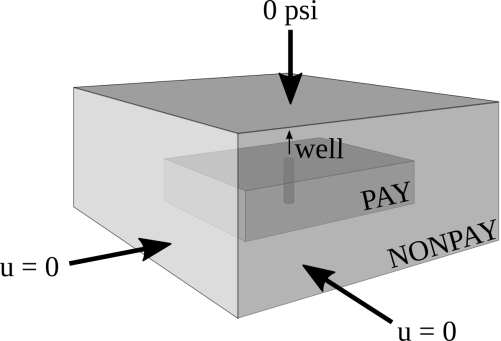 0 psi
well
PAY
NONPAY
u = 0
u = 0